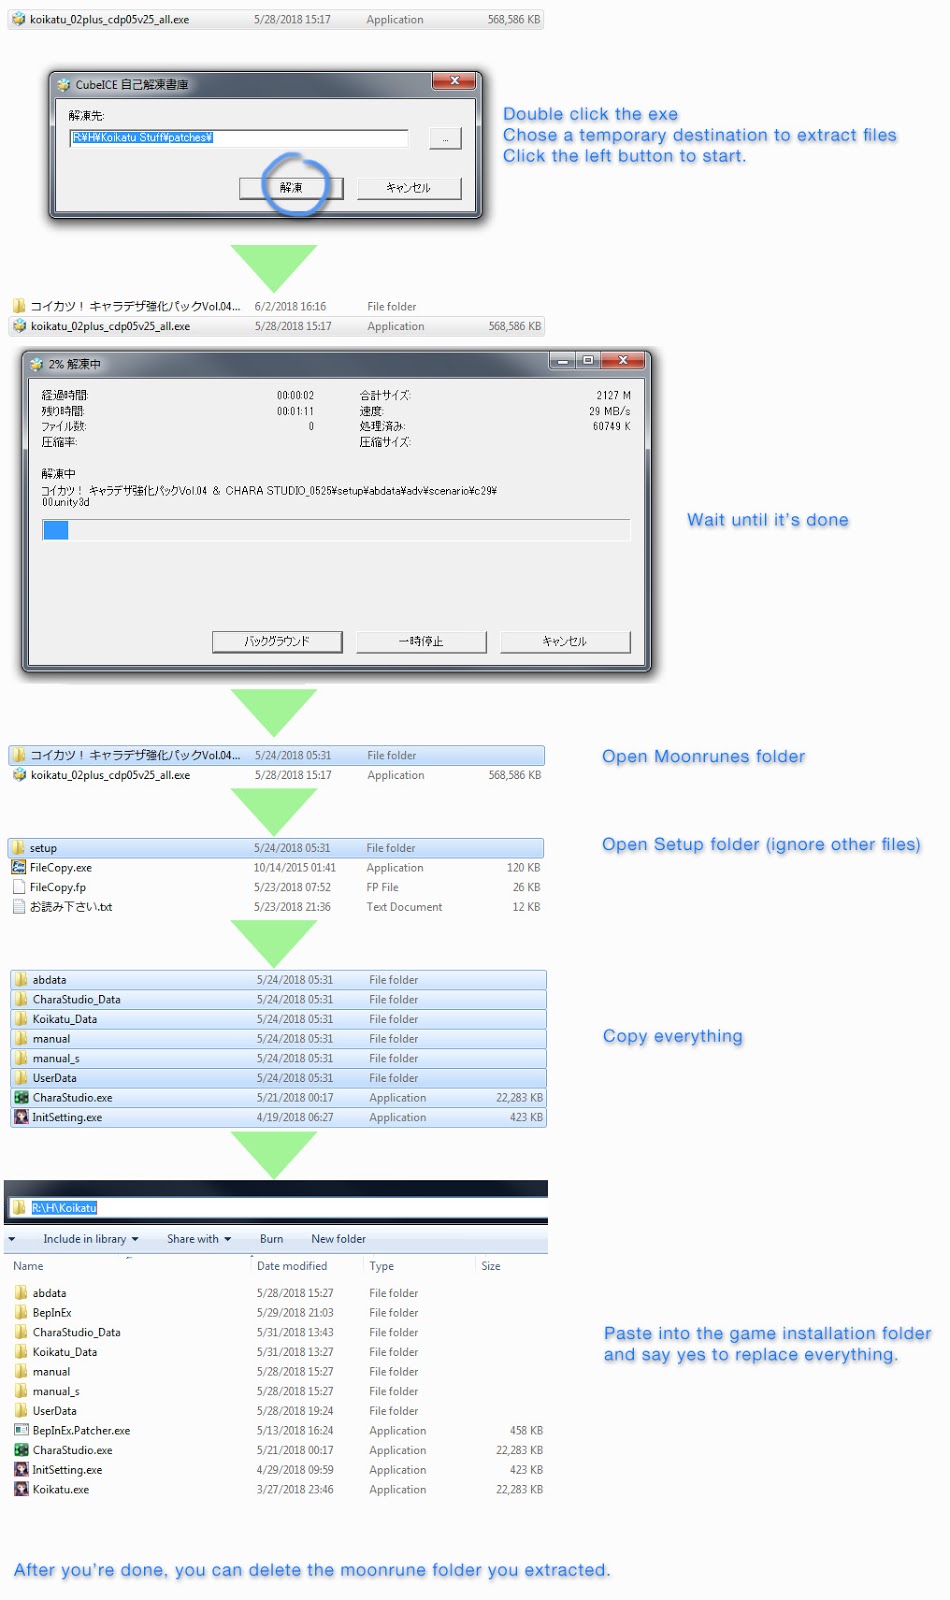 koikatu_02plus_cdp05v25_all.exe 5/28/2018 15:17 Application 568,586 KB
CubeICE 自己解凍書庫
解凍先:
R:¥H¥Koikatu Stuff¥patches¥
...
解凍 キャンセル
Double click the exe
Chose a temporary destination to extract files
Click the left button to start.
コイカツ！ キャラデザ強化パックVol.04... 6/2/2018 16:16 File folder
koikatu_02plus_cdp05v25_all.exe 5/28/2018 15:17 Application 568,586 KB
2% 解凍中
経過時間: 00:00:02 合計サイズ: 2127 M
残り時間: 00:01:11 速度: 29 MB/s
ファイル数: 0 処理済み: 60749 K
圧縮率: 圧縮サイズ:
解凍中
コイカツ！ キャラデザ強化パックVol.04 & CHARA STUDIO_0525¥setup¥abdata¥adv¥scenario¥c29¥
00.unity3d
バックグラウンド 一時停止 キャンセル
Wait until it's done
コイカツ！ キャラデザ強化パックVol.04... 5/24/2018 05:31 File folder
koikatu_02plus_cdp05v25_all.exe 5/28/2018 15:17 Application 568,586 KB
Open Moonrunes folder
setup 5/24/2018 05:31 File folder
FileCopy.exe 10/14/2015 01:41 Application 120 KB
FileCopy.fp 5/23/2018 07:52 FP File 26 KB
お読み下さい.txt 5/23/2018 21:36 Text Document 12 KB
Open Setup folder (ignore other files)
abdata 5/24/2018 05:31 File folder
CharaStudio_Data 5/24/2018 05:31 File folder
Koikatu_Data 5/24/2018 05:31 File folder
manual 5/24/2018 05:31 File folder
manual_s 5/24/2018 05:31 File folder
UserData 5/24/2018 05:31 File folder
CharaStudio.exe 5/21/2018 00:17 Application 22,283 KB
InitSetting.exe 4/19/2018 06:27 Application 423 KB
Copy everything
R:\H\Koikatu
Include in library Share with Burn New folder
Name Date modified Type Size
abdata 5/28/2018 15:27 File folder
BepInEx 5/29/2018 21:03 File folder
CharaStudio_Data 5/31/2018 13:43 File folder
Koikatu_Data 5/31/2018 13:27 File folder
manual 5/28/2018 15:27 File folder
manual_s 5/28/2018 15:27 File folder
UserData 5/28/2018 19:24 File folder
BepInEx.Patcher.exe 5/13/2018 16:24 Application 458 KB
CharaStudio.exe 5/21/2018 00:17 Application 22,283 KB
InitSetting.exe 4/29/2018 09:59 Application 423 KB
Koikatu.exe 3/27/2018 23:46 Application 22,283 KB
Paste into the game installation folder
and say yes to replace everything.
After you're done, you can delete the moonrune folder you extracted.